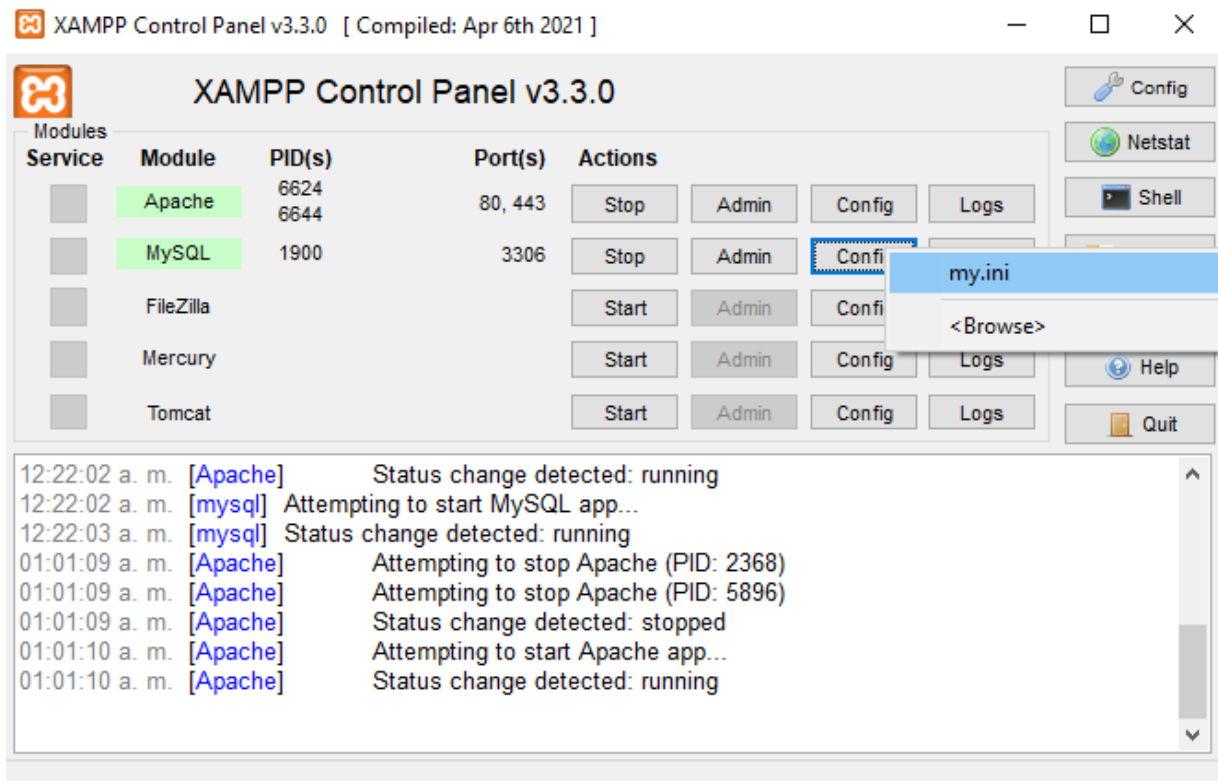 XAMPP Control Panel v3.3.0 [ Compiled: Apr 6th 2021 ]
XAMPP Control Panel v3.3.0
Config
Modules
Service Module PID(s) Port(s) Actions
Netstat
Apache 6624 6644 80, 443 Stop Admin Config Logs
Shell
MySQL 1900 3306 Stop Admin Confi
my.ini
<Browse>
FileZilla Start Admin Confi
Mercury Start Admin Config Logs
Help
Tomcat Start Admin Config Logs
Quit
12:22:02 a. m. [Apache] Status change detected: running
12:22:02 a. m. [mysql] Attempting to start MySQL app...
12:22:03 a. m. [mysql] Status change detected: running
01:01:09 a. m. [Apache] Attempting to stop Apache (PID: 2368)
01:01:09 a. m. [Apache] Attempting to stop Apache (PID: 5896)
01:01:09 a. m. [Apache] Status change detected: stopped
01:01:10 a. m. [Apache] Attempting to start Apache app...
01:01:10 a. m. [Apache] Status change detected: running